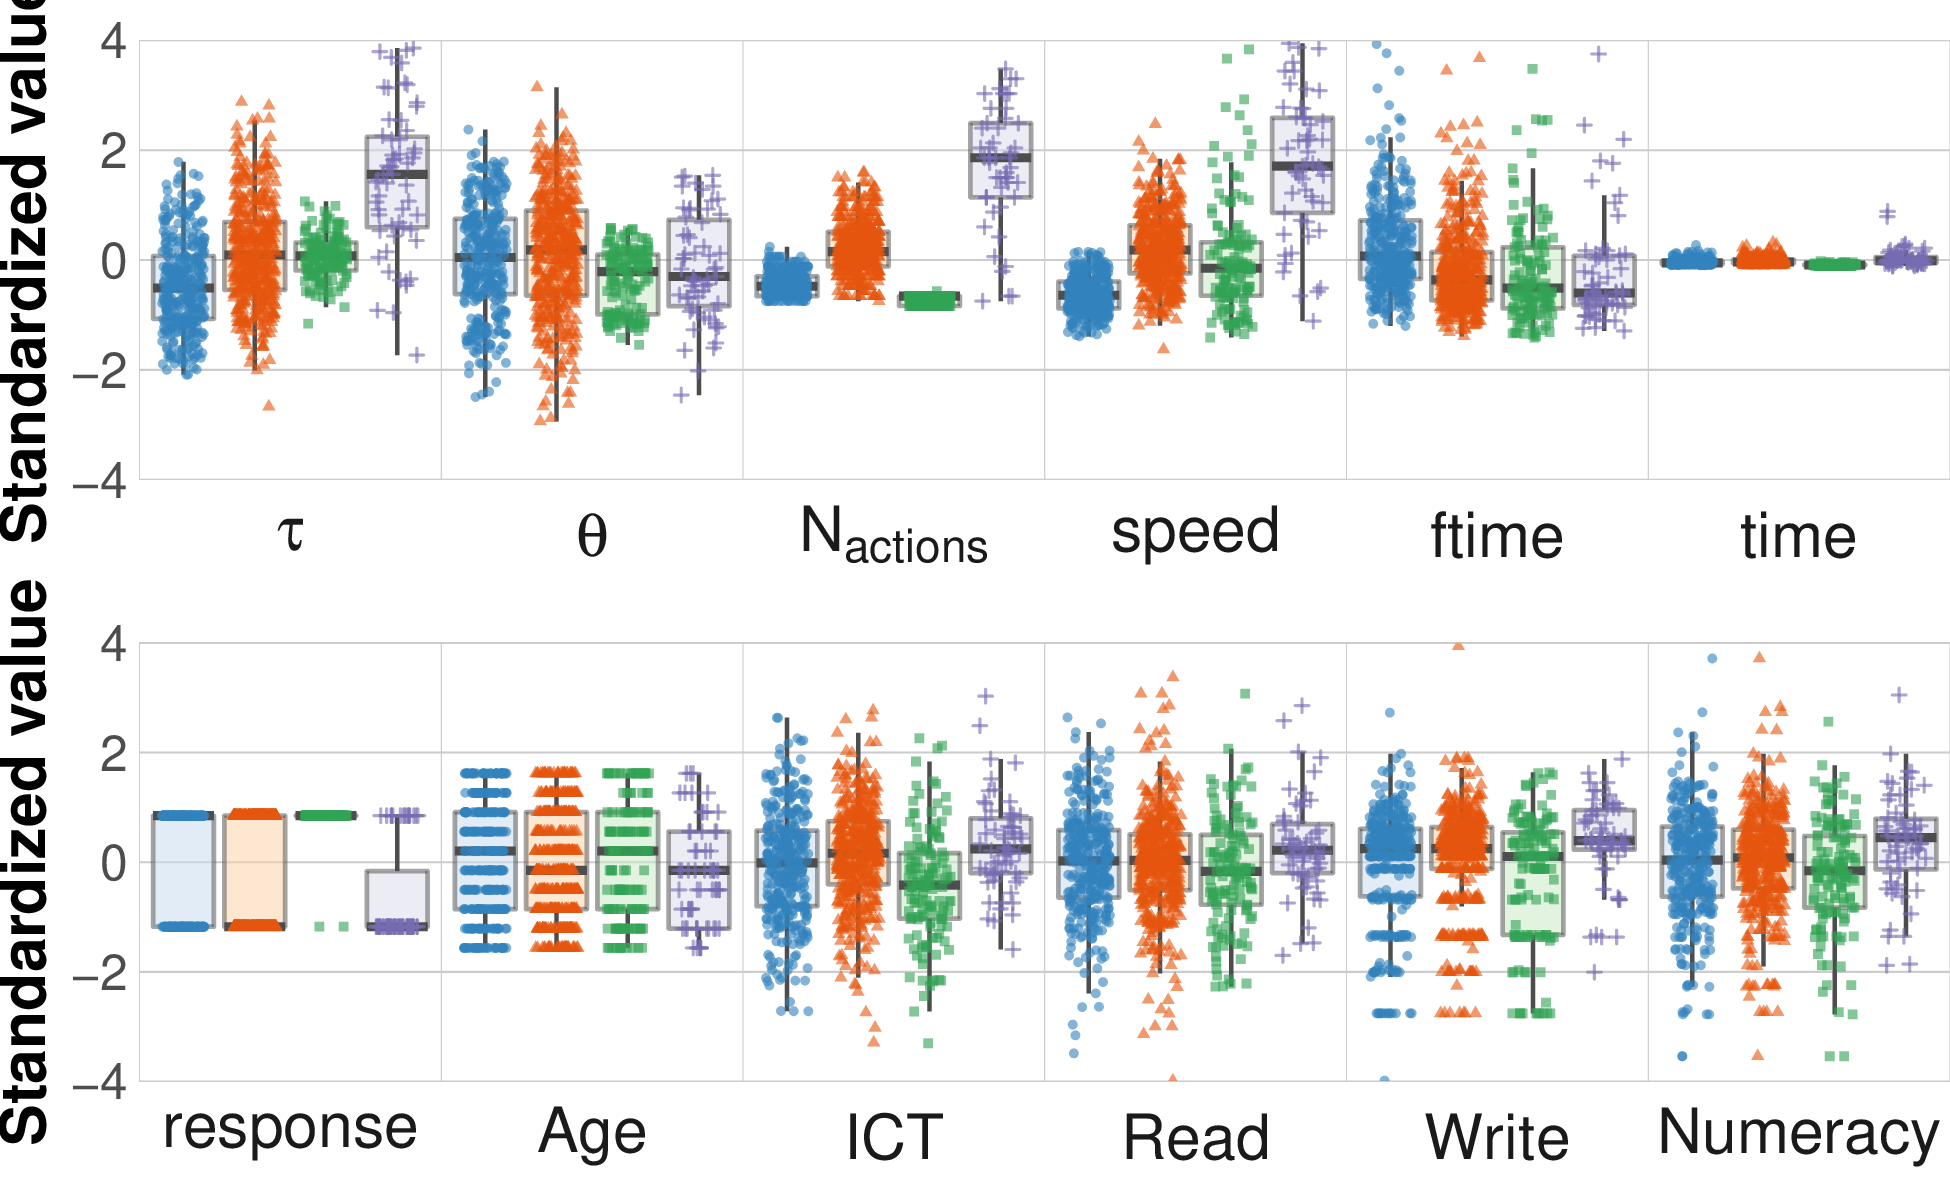 Standardized value
4
2
0
−2
−4
τ θ N_actions speed ftime time
Standardized value
4
2
0
−2
−4
response Age ICT Read Write Numeracy